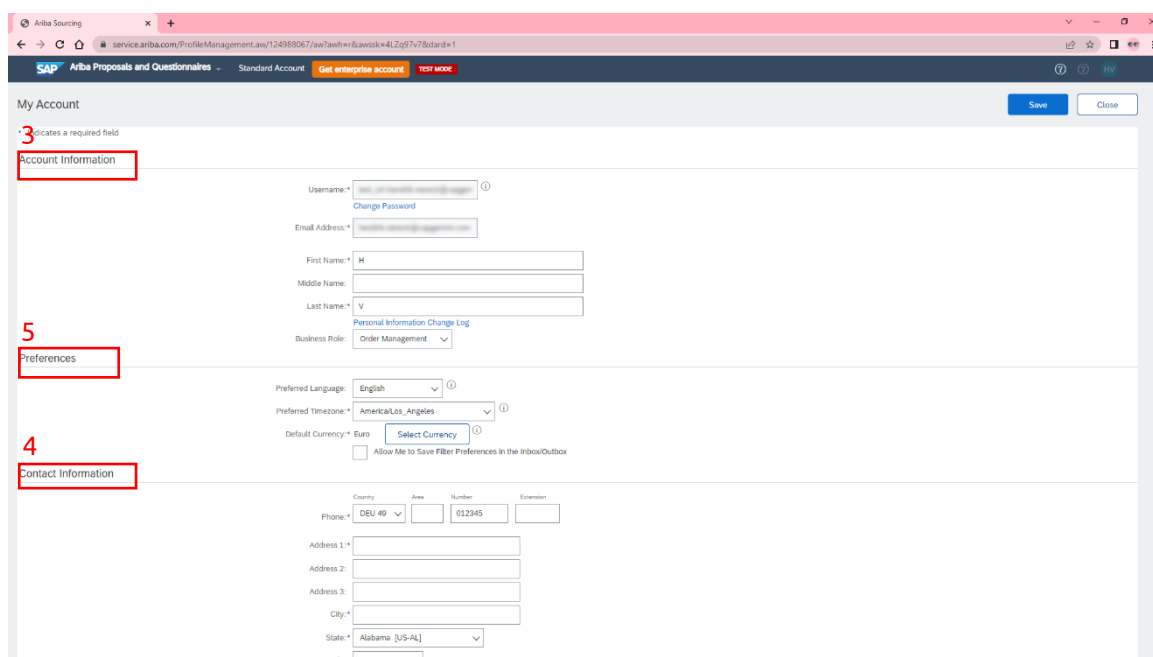 Ariba Sourcing
service.ariba.com/ProfileManagement.aw/124988067/aw?awh=r&awssk=4LZq97v7&dard=1
SAP Ariba Proposals and Questionnaires Standard Account Get enterprise account TEST MODE HV
My Account Save Close
* Indicates a required field
3
Account Information
Username:*
Change Password
Email Address:*
First Name:* H
Middle Name:
Last Name:* V
Personal Information Change Log
Business Role: Order Management
5
Preferences
Preferred Language: English
Preferred Timezone:* America/Los_Angeles
Default Currency:* Euro Select Currency
Allow Me to Save Filter Preferences in the Inbox/Outbox
4
Contact Information
Country Area Number Extension
Phone:* DEU 49 012345
Address 1:*
Address 2:
Address 3:
City:*
State:* Alabama [US-AL]